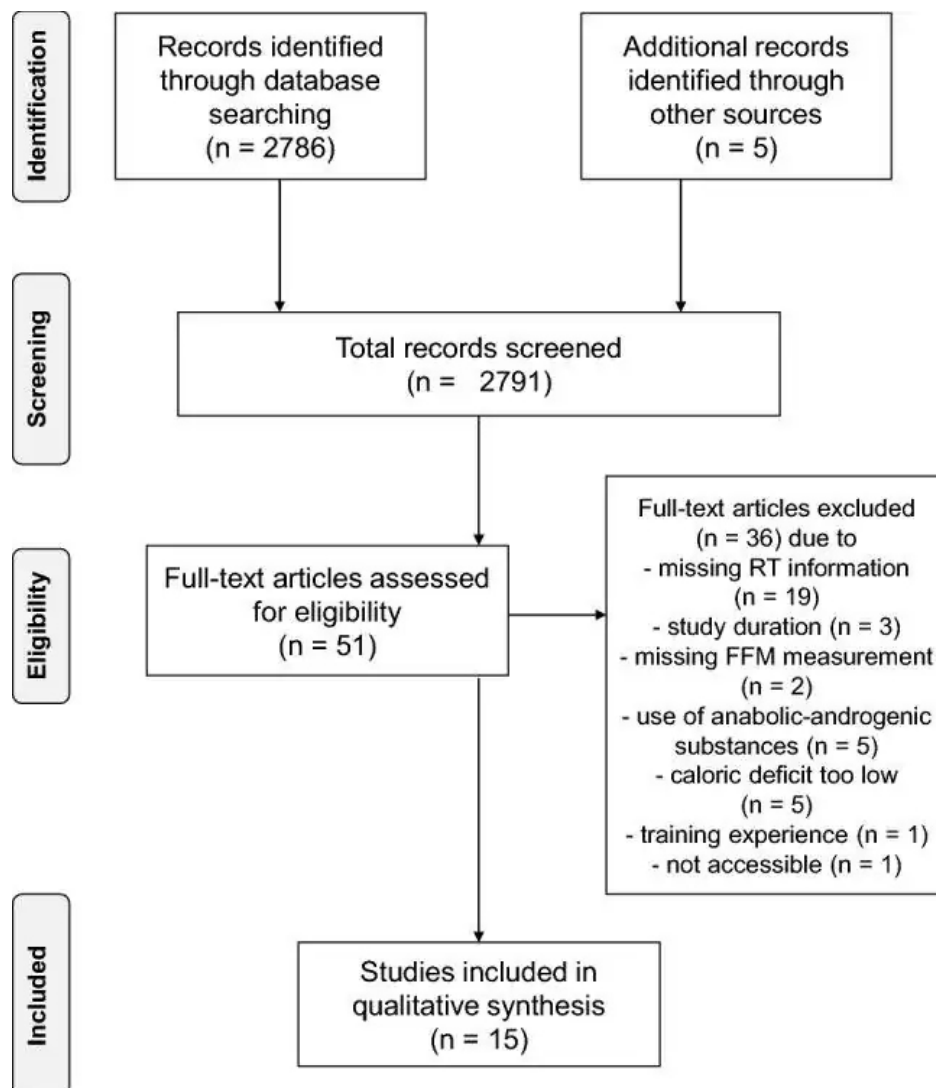 Identification
Records identified
through database
searching
(n = 2786)
Additional records
identified through
other sources
(n = 5)
Screening
Total records screened
(n = 2791)
Eligibility
Full-text articles assessed
for eligibility
(n = 51)
Full-text articles excluded
(n = 36) due to
- missing RT information
(n = 19)
- study duration (n = 3)
- missing FFM measurement
(n = 2)
- use of anabolic-androgenic
substances (n = 5)
- caloric deficit too low
(n = 5)
- training experience (n = 1)
- not accessible (n = 1)
Included
Studies included in
qualitative synthesis
(n = 15)